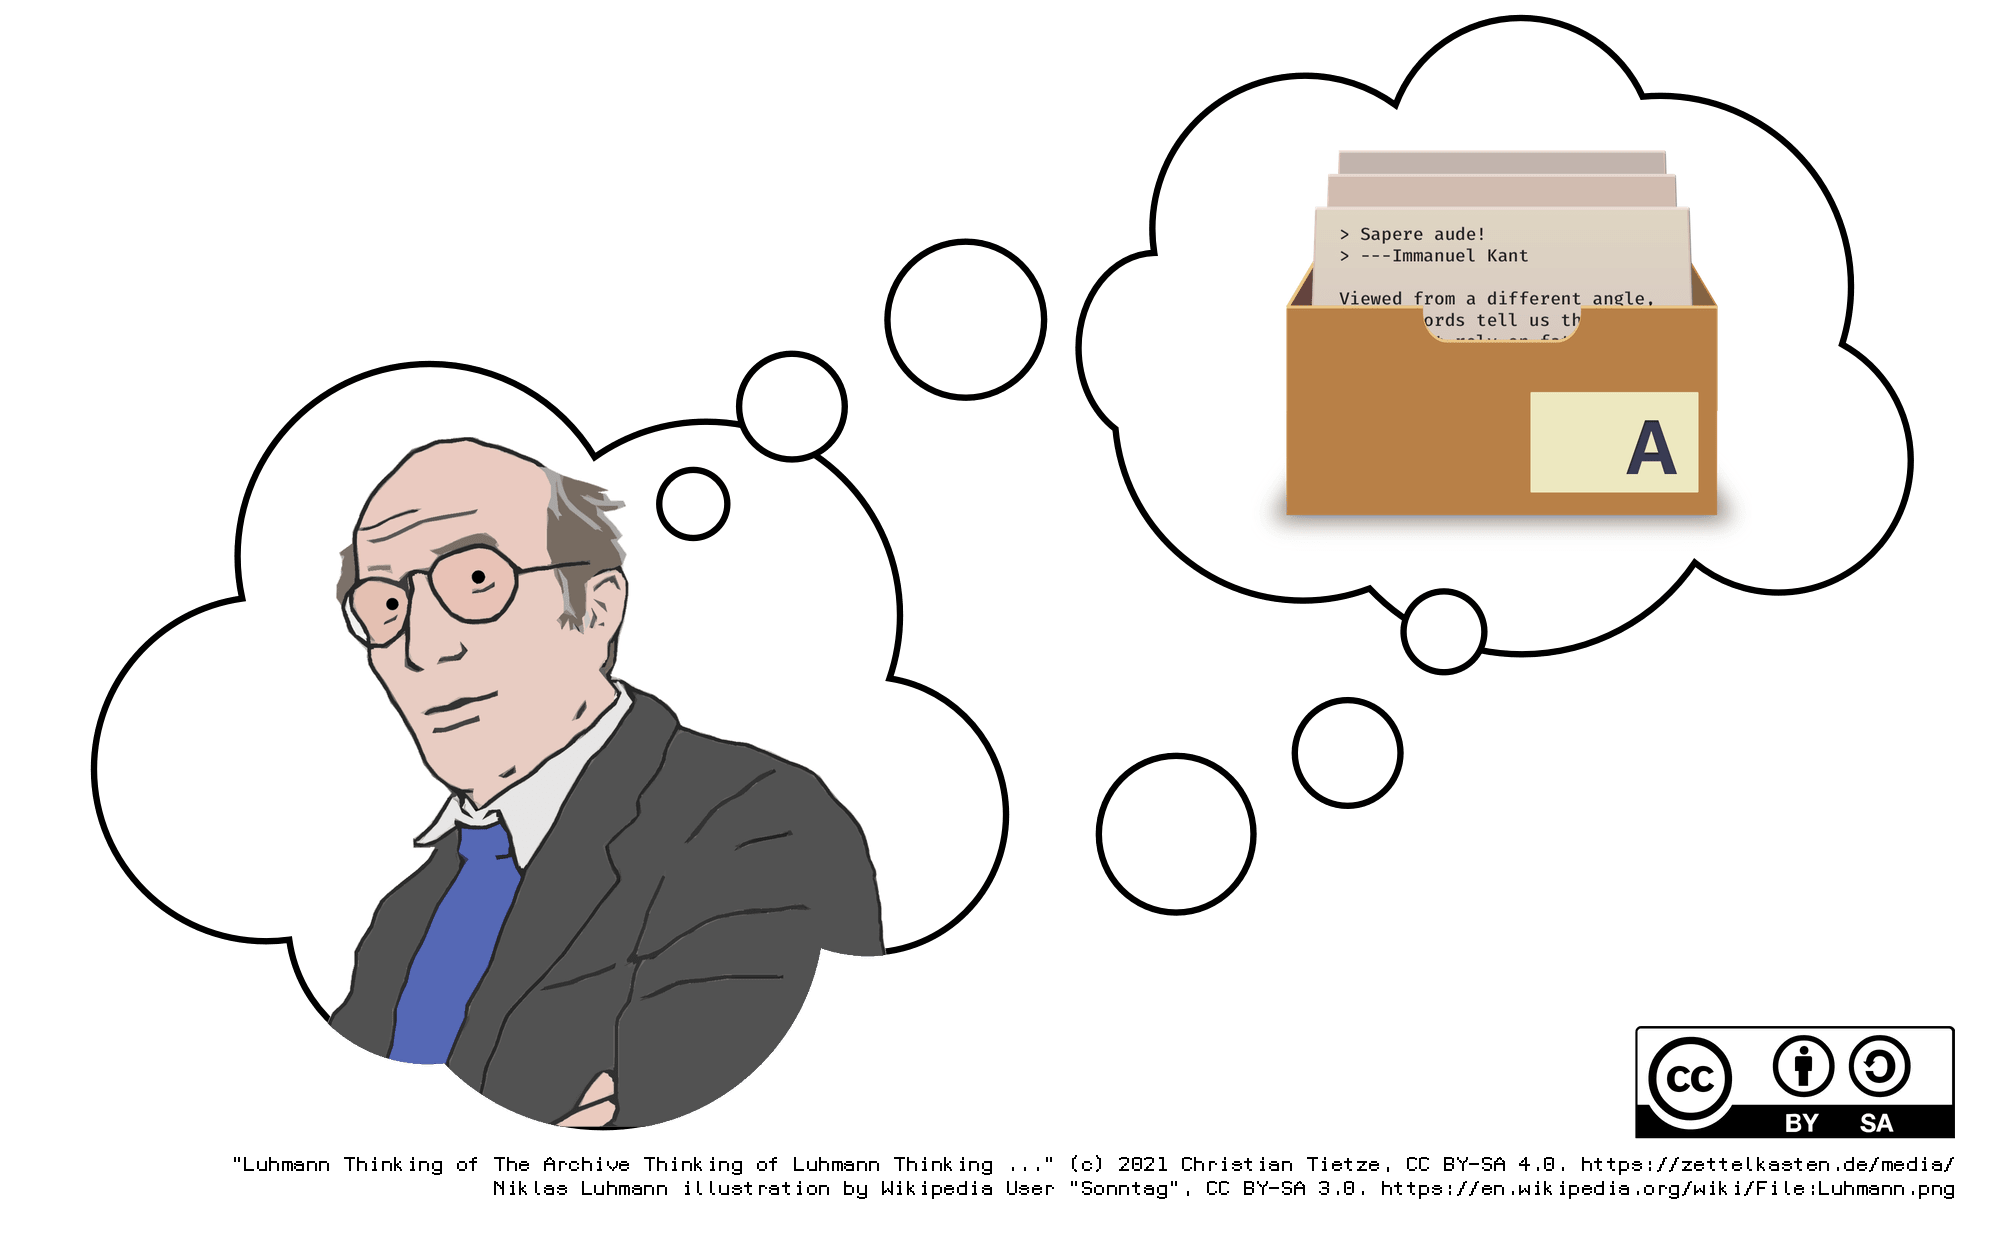 > Sapere aude!
> ---Immanuel Kant
Viewed from a different angle,
ords tell us th
A
CC
BY SA
"Luhmann Thinking of The Archive Thinking of Luhmann Thinking ..." (c) 2021 Christian Tietze, CC BY-SA 4.0. https://zettelkasten.de/media/
Niklas Luhmann illustration by Wikipedia User "Sonntag", CC BY-SA 3.0. https://en.wikipedia.org/wiki/File:Luhmann.png